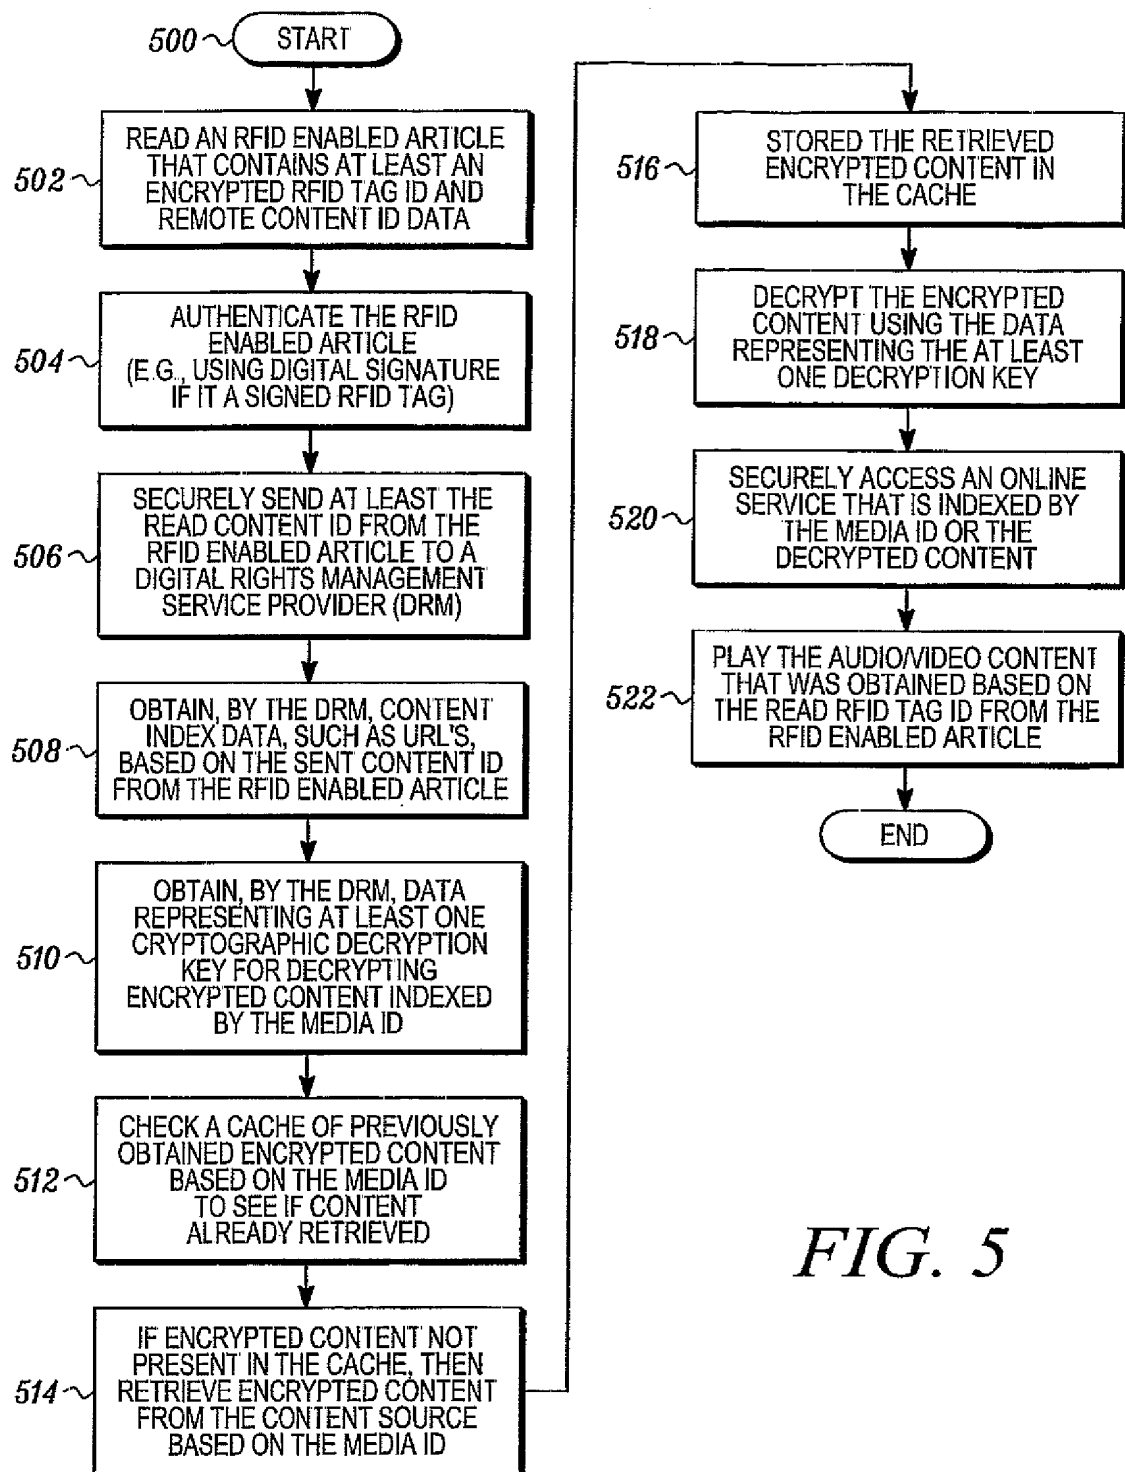 500
START
502
READ AN RFID ENABLED ARTICLE
THAT CONTAINS AT LEAST AN
ENCRYPTED RFID TAG ID AND
REMOTE CONTENT ID DATA
504
AUTHENTICATE THE RFID
ENABLED ARTICLE
(E.G., USING DIGITAL SIGNATURE
IF IT A SIGNED RFID TAG)
506
SECURELY SEND AT LEAST THE
READ CONTENT ID FROM THE
RFID ENABLED ARTICLE TO A
DIGITAL RIGHTS MANAGEMENT
SERVICE PROVIDER (DRM)
508
OBTAIN, BY THE DRM, CONTENT
INDEX DATA, SUCH AS URL'S,
BASED ON THE SENT CONTENT ID
FROM THE RFID ENABLED ARTICLE
510
OBTAIN, BY THE DRM, DATA
REPRESENTING AT LEAST ONE
CRYPTOGRAPHIC DECRYPTION
KEY FOR DECRYPTING
ENCRYPTED CONTENT INDEXED
BY THE MEDIA ID
512
CHECK A CACHE OF PREVIOUSLY
OBTAINED ENCRYPTED CONTENT
BASED ON THE MEDIA ID
TO SEE IF CONTENT
ALREADY RETRIEVED
514
IF ENCRYPTED CONTENT NOT
PRESENT IN THE CACHE, THEN
RETRIEVE ENCRYPTED CONTENT
FROM THE CONTENT SOURCE
BASED ON THE MEDIA ID
516
STORED THE RETRIEVED
ENCRYPTED CONTENT IN
THE CACHE
518
DECRYPT THE ENCRYPTED
CONTENT USING THE DATA
REPRESENTING THE AT LEAST
ONE DECRYPTION KEY
520
SECURELY ACCESS AN ONLINE
SERVICE THAT IS INDEXED BY
THE MEDIA ID OR THE
DECRYPTED CONTENT
522
PLAY THE AUDIO/VIDEO CONTENT
THAT WAS OBTAINED BASED ON
THE READ RFID TAG ID FROM THE
RFID ENABLED ARTICLE
END
FIG. 5